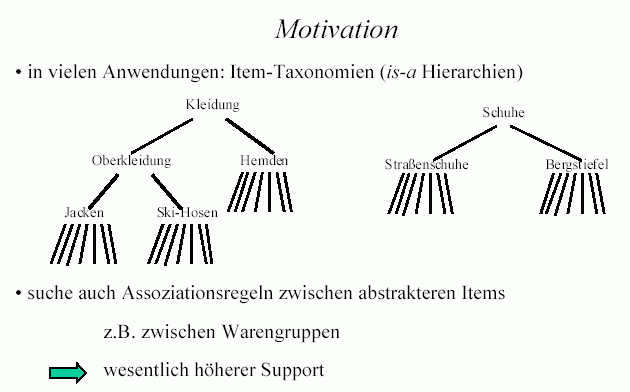 Motivation
• in vielen Anwendungen: Item-Taxonomien (is-a Hierarchien)
Kleidung
Schuhe
Oberkleidung
Hemden
Straßenschuhe
Bergstiefel
Jacken
Ski-Hosen
• suche auch Assoziationsregeln zwischen abstrakteren Items
z.B. zwischen Warengruppen
wesentlich höherer Support